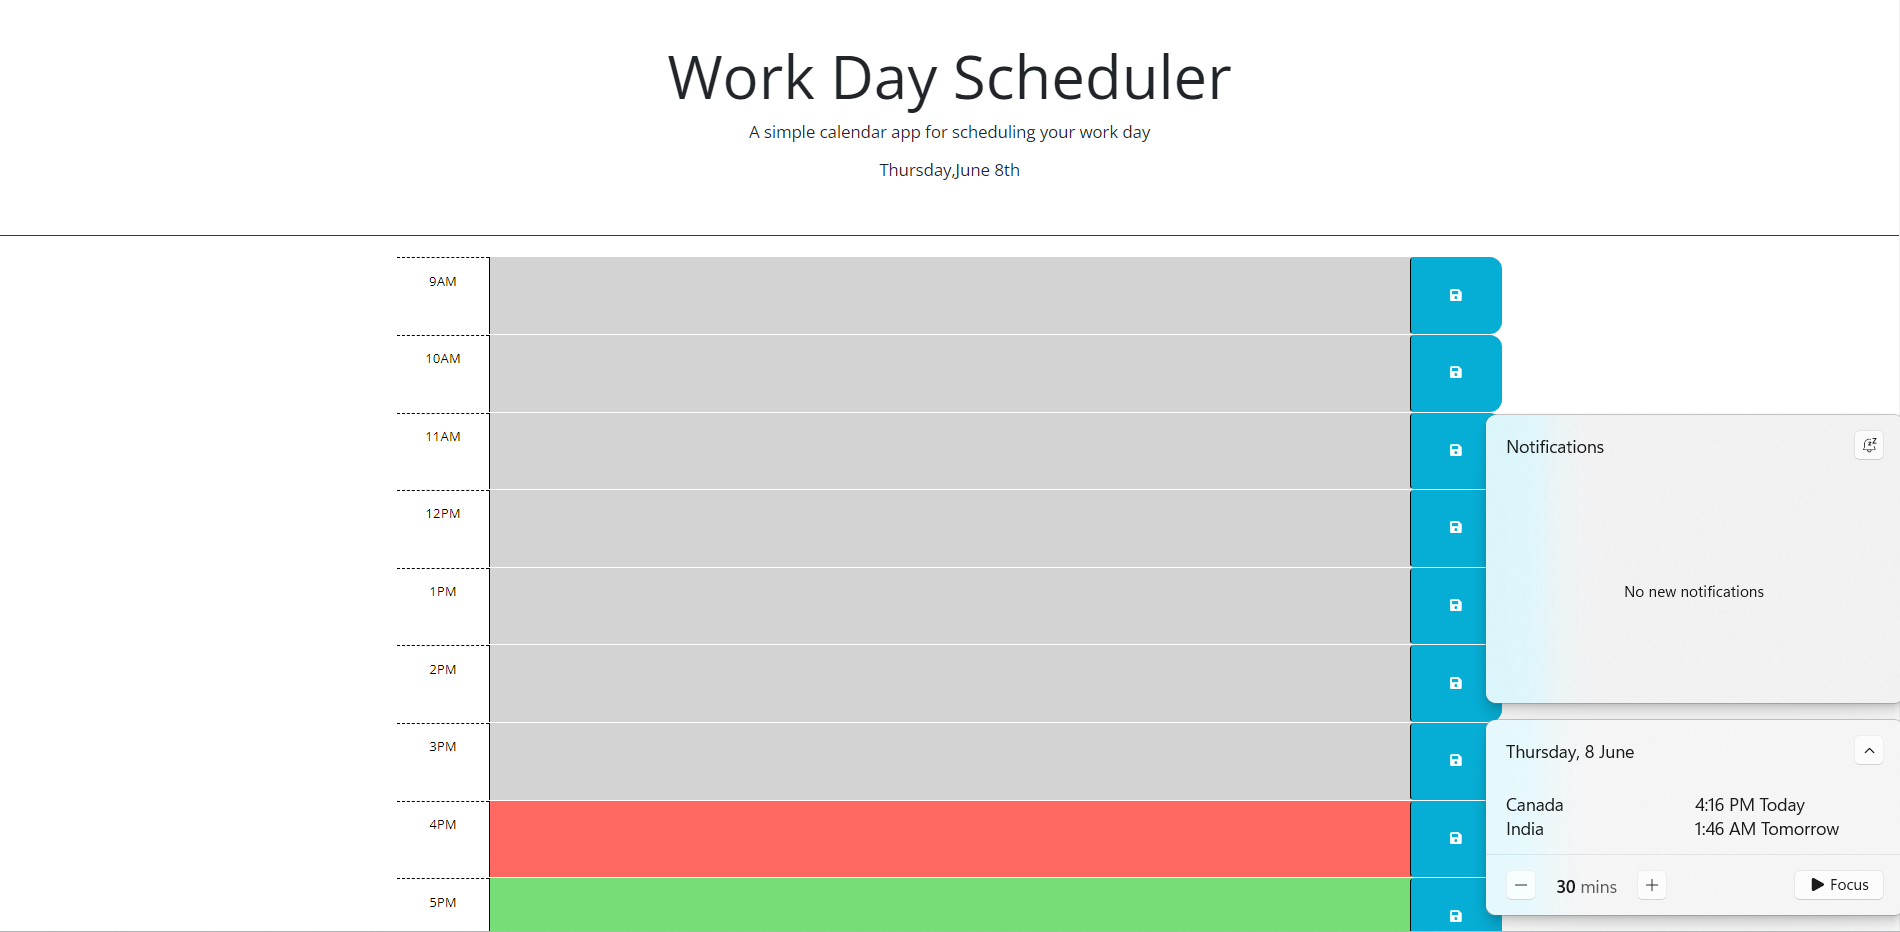 Work Day Scheduler
A simple calendar app for scheduling your work day
Thursday,June 8th
9AM
10AM
11AM
12PM
1PM
2PM
3PM
4PM
5PM
Notifications
No new notifications
Thursday, 8 June
Canada 4:16 PM Today
India 1:46 AM Tomorrow
30 mins
Focus